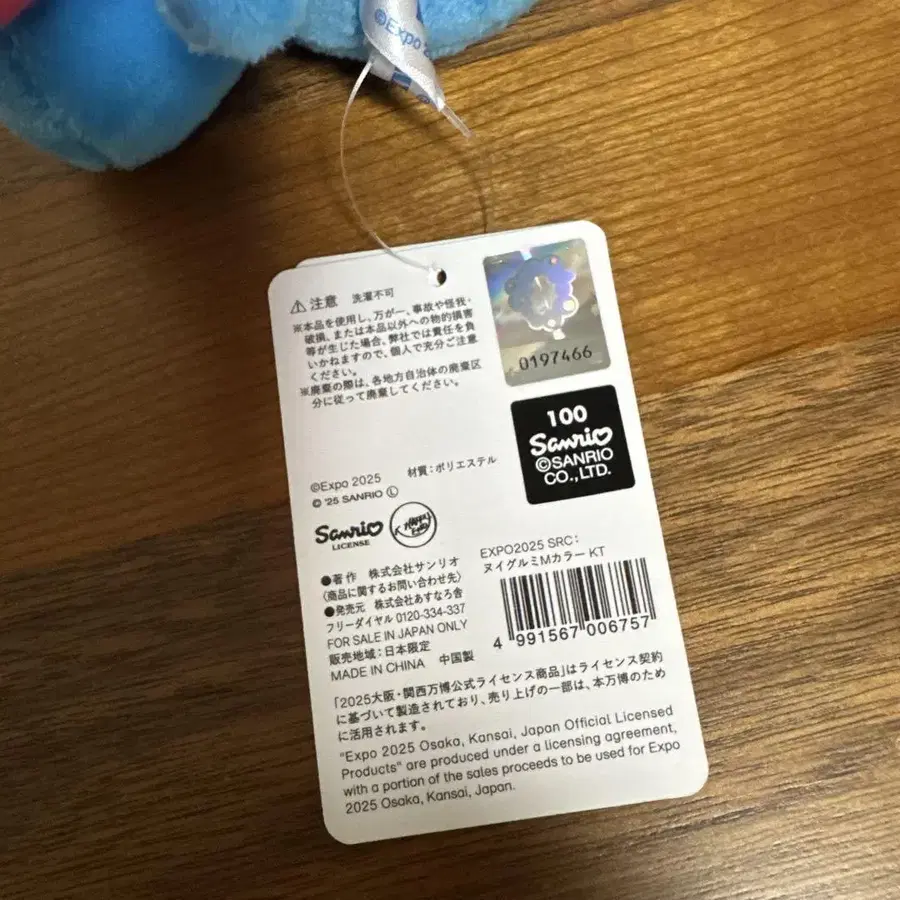 ©Expo 2025
⚠注意 洗濯不可
※本品を使用し、万が一、事故や怪我・
破損、または本品以外への物的損害
等が生じた場合、弊社では責任を負
いかねますので、個人で充分ご注意
ください。
※廃棄の際は、各地方自治体の廃棄区
分に従って廃棄してください。
0197466
100
Sanrio
©SANRIO
CO.,LTD.
©Expo 2025 材質:ポリエステル
© '25 SANRIO Ⓛ
Sanrio
LICENSE
●著作 株式会社サンリオ
〈商品に関するお問い合わせ先〉
●発売元 株式会社あすなろ舎
フリーダイヤル 0120-334-337
FOR SALE IN JAPAN ONLY
販売地域:日本限定
MADE IN CHINA 中国製
EXPO2025 SRC:
ヌイグルミMカラー KT
4 991567 006757
「2025大阪・関西万博公式ライセンス商品」はライセンス契約
に基づいて製造されており、売り上げの一部は、本万博のため
に活用されます。
"Expo 2025 Osaka, Kansai, Japan Official Licensed
Products" are produced under a licensing agreement,
with a portion of the sales proceeds to be used for Expo
2025 Osaka, Kansai, Japan.